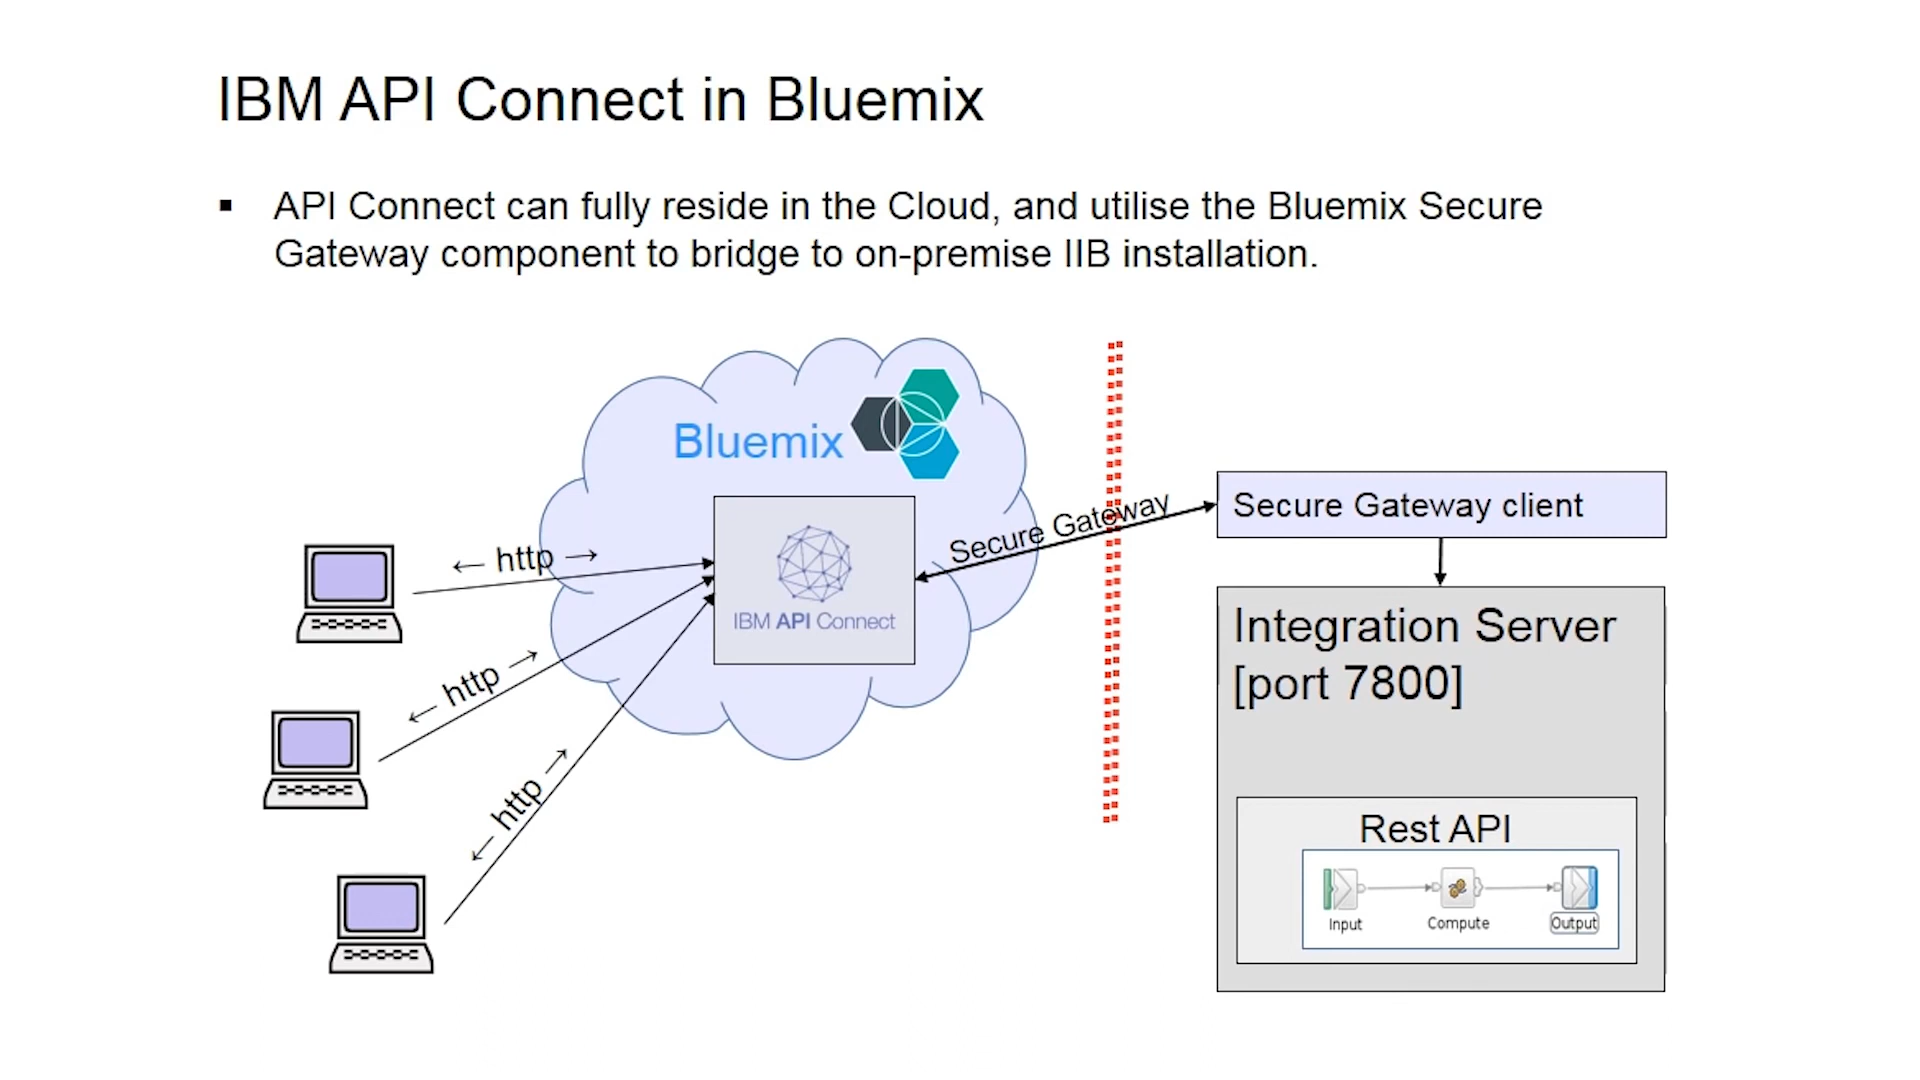 IBM API Connect in Bluemix
▪ API Connect can fully reside in the Cloud, and utilise the Bluemix Secure
Gateway component to bridge to on-premise IIB installation.
Bluemix
IBM API Connect
← http →
← http →
← http →
Secure Gateway
Secure Gateway client
Integration Server
[port 7800]
Rest API
Input
Compute
Output